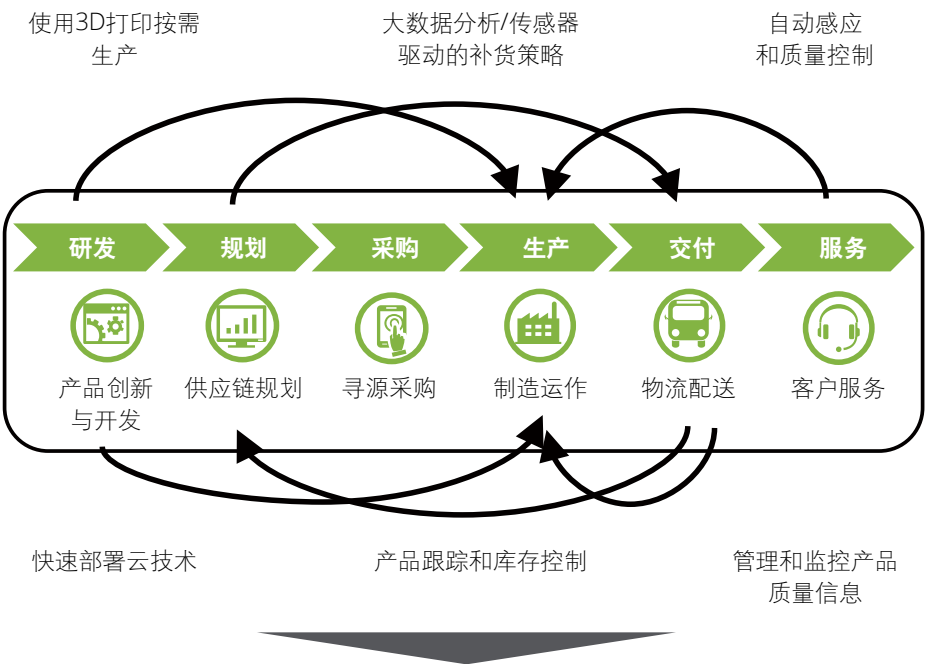 使用3D打印按需
生产
大数据分析/传感器
驱动的补货策略
自动感应
和质量控制
研发
规划
采购
生产
交付
服务
产品创新
与开发
供应链规划
寻源采购
制造运作
物流配送
客户服务
快速部署云技术
产品跟踪和库存控制
管理和监控产品
质量信息